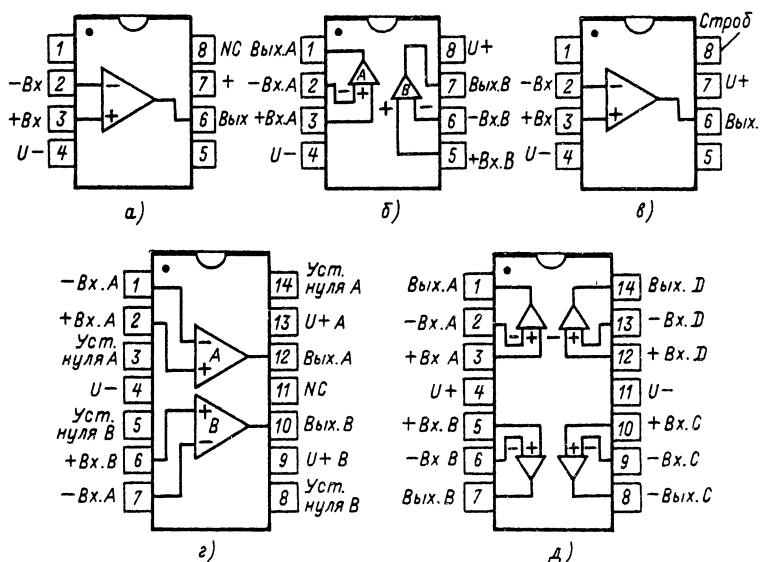 1
8 NC
-Вх 2
7 +
+Вх 3
6 Вых
U- 4
5
а)
Вых.А 1
8 U+
-Вх.А 2
7 Вых.В
+Вх.А 3
6 -Вх.В
U- 4
5 +Вх.В
А
В
+
б)
Строб
1
8
-Вх 2
7 U+
+Вх 3
6 Вых.
U- 4
5
в)
-Вх.А 1
14 Уст. нуля А
+Вх.А 2
13 U+А
Уст. нуля А 3
12 Вых.А
U- 4
11 NC
Уст. нуля В 5
10 Вых.В
+Вх.В 6
9 U+В
-Вх.А 7
8 Уст. нуля В
А
В
г)
Вых.А 1
14 Вых.D
-Вх.А 2
13 -Вх.D
+Вх А 3
12 +Вх.D
U+ 4
11 U-
+Вх.В 5
10 +Вх.С
-Вх В 6
9 -Вх.С
Вых.В 7
8 -Вых.С
д)